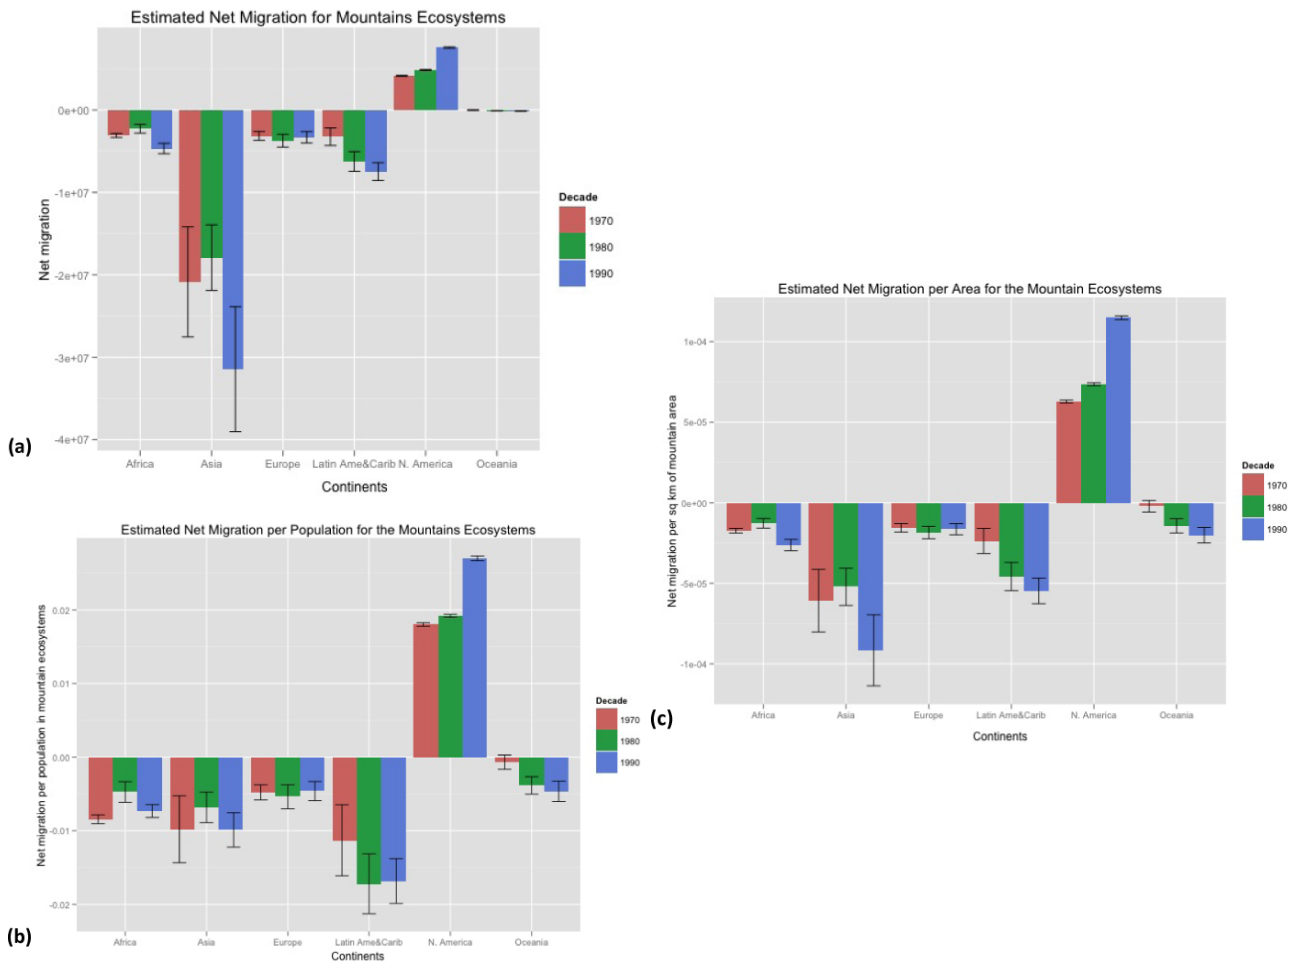 Estimated Net Migration for Mountains Ecosystems
Net migration
0e+00
-1e+07
-2e+07
-3e+07
-4e+07
Africa Asia Europe Latin Ame&Carib N. America Oceania
Continents
Decade
1970
1980
1990
(a)
Estimated Net Migration per Population for the Mountains Ecosystems
Net migration per population in mountain ecosystems
0.02
0.01
0.00
-0.01
-0.02
Africa Asia Europe Latin Ame&Carib N. America Oceania
Continents
Decade
1970
1980
1990
(b)
Estimated Net Migration per Area for the Mountain Ecosystems
Net migration per sq km of mountain area
1e-04
5e-05
0e+00
-5e-05
-1e-04
Africa Asia Europe Latin Ame&Carib N. America Oceania
Continents
Decade
1970
1980
1990
(c)